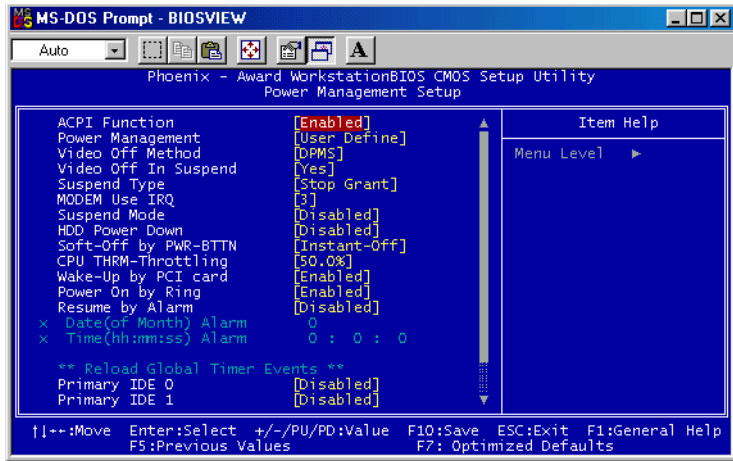 MS-DOS Prompt - BIOSVIEW
Auto
A
Phoenix - Award WorkstationBIOS CMOS Setup Utility
Power Management Setup
ACPI Function [Enabled]
Power Management [User Define]
Video Off Method [DPMS]
Video Off In Suspend [Yes]
Suspend Type [Stop Grant]
MODEM Use IRQ [3]
Suspend Mode [Disabled]
HDD Power Down [Disabled]
Soft-Off by PWR-BTTN [Instant-Off]
CPU THRM-Throttling [50.0%]
Wake-Up by PCI card [Enabled]
Power On by Ring [Enabled]
Resume by Alarm [Disabled]
x Date(of Month) Alarm 0
x Time(hh:mm:ss) Alarm 0 : 0 : 0
** Reload Global Timer Events **
Primary IDE 0 [Disabled]
Primary IDE 1 [Disabled]
Item Help
Menu Level ►
↑↓←→:Move Enter:Select +/-/PU/PD:Value F10:Save ESC:Exit F1:General Help
F5:Previous Values F7: Optimized Defaults